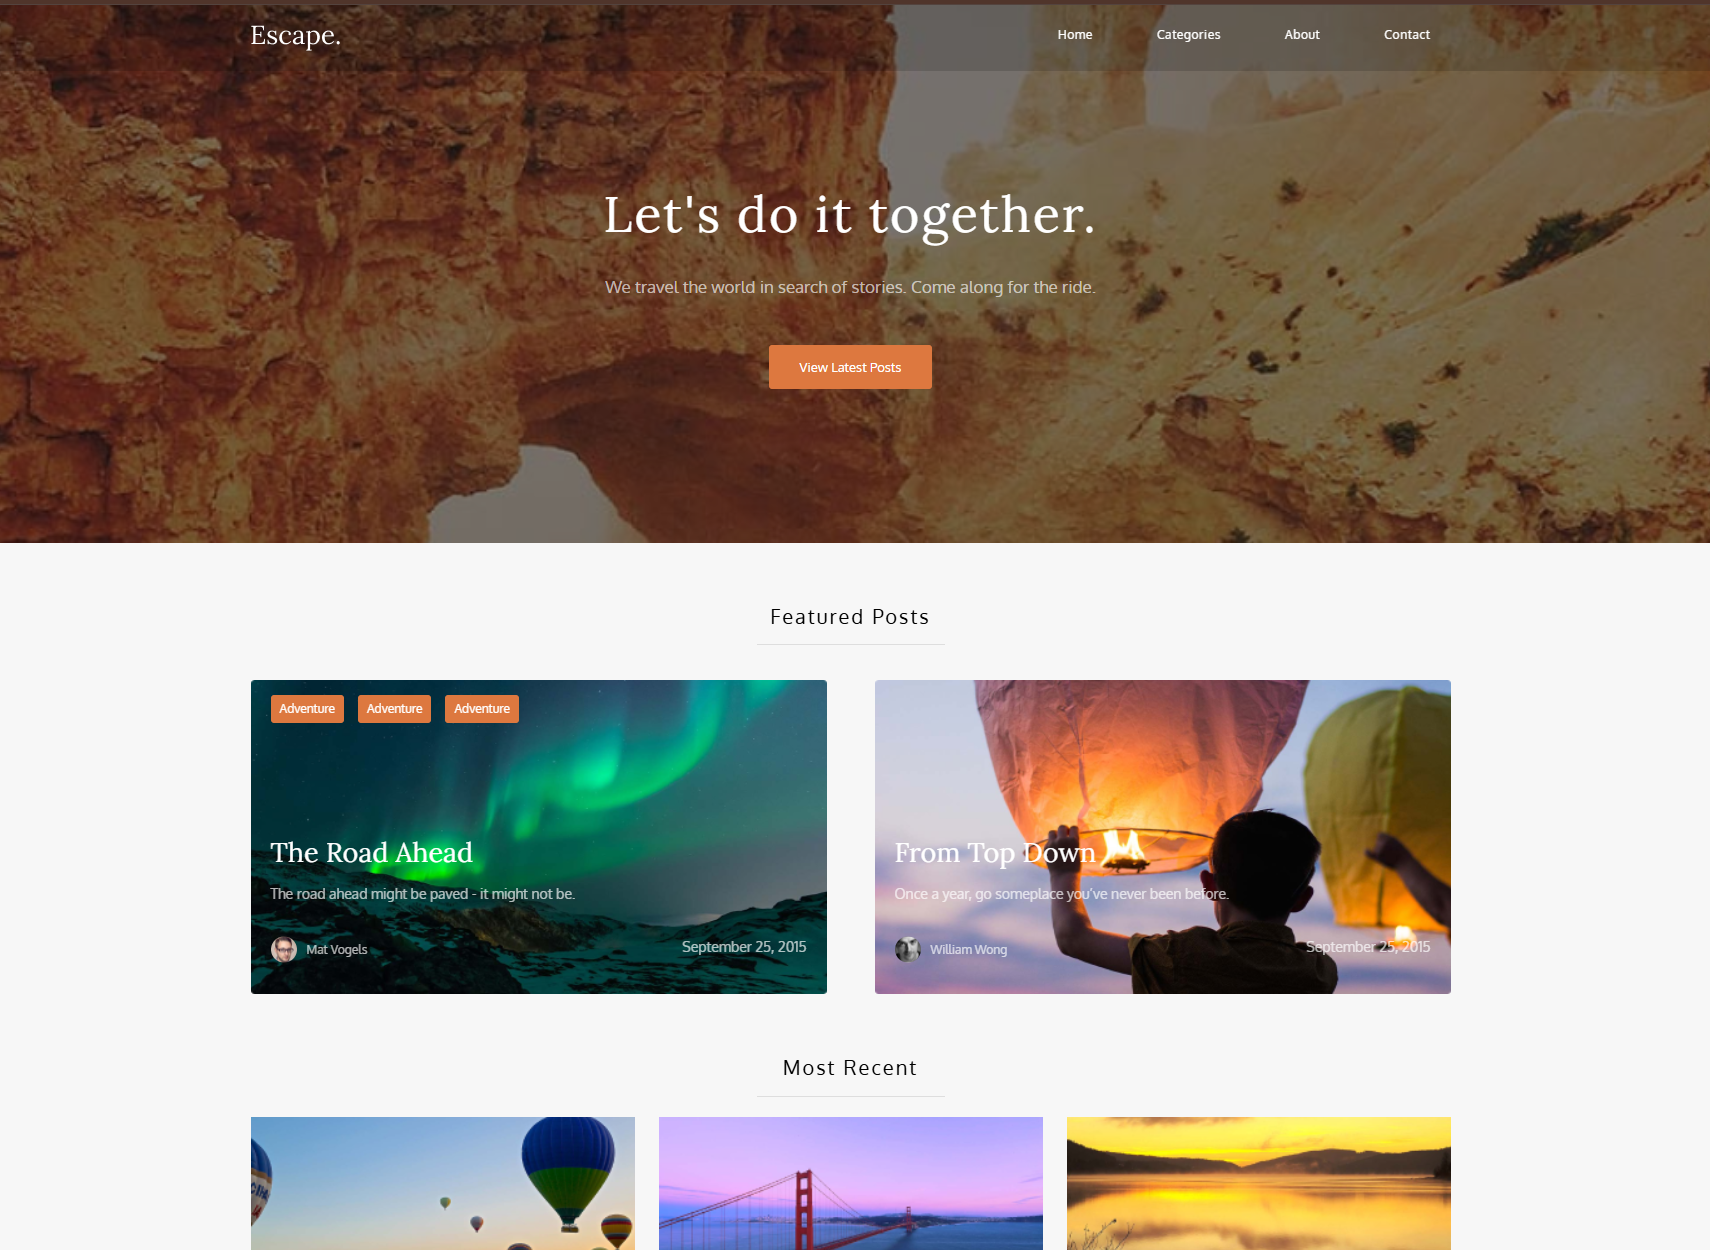 Escape.
Home Categories About Contact
Let's do it together.
We travel the world in search of stories. Come along for the ride.
View Latest Posts
Featured Posts
Adventure Adventure Adventure
The Road Ahead
The road ahead might be paved - it might not be.
Mat Vogels
September 25, 2015
From Top Down
Once a year, go someplace you've never been before.
William Wong
September 25, 2015
Most Recent